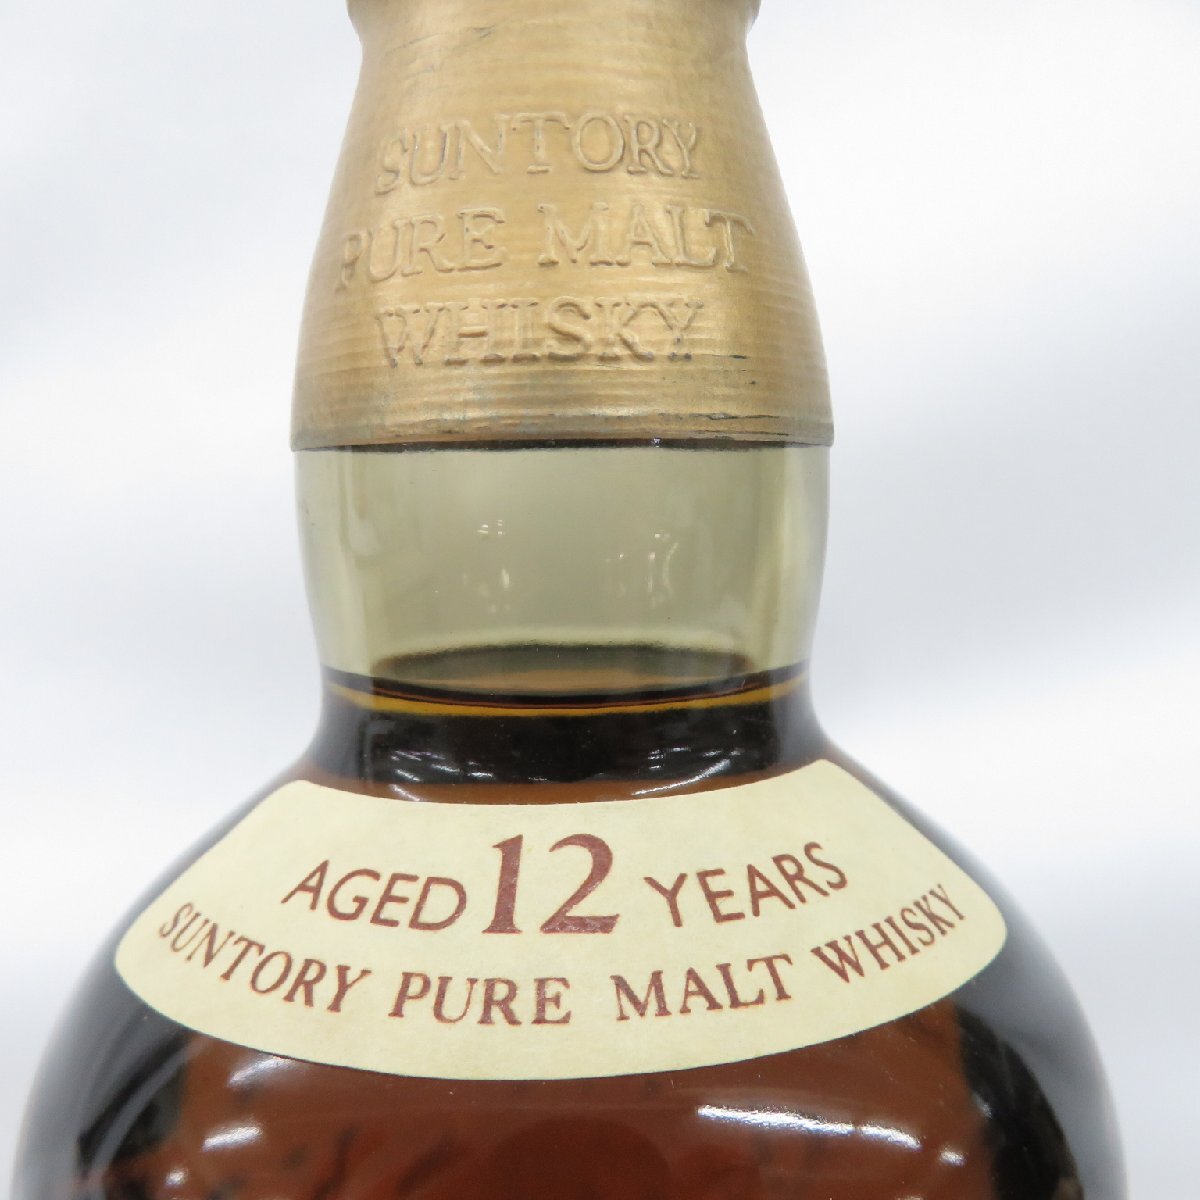 SUNTORY
PURE MALT
WHISKY
AGED 12 YEARS
SUNTORY PURE MALT WHISKY